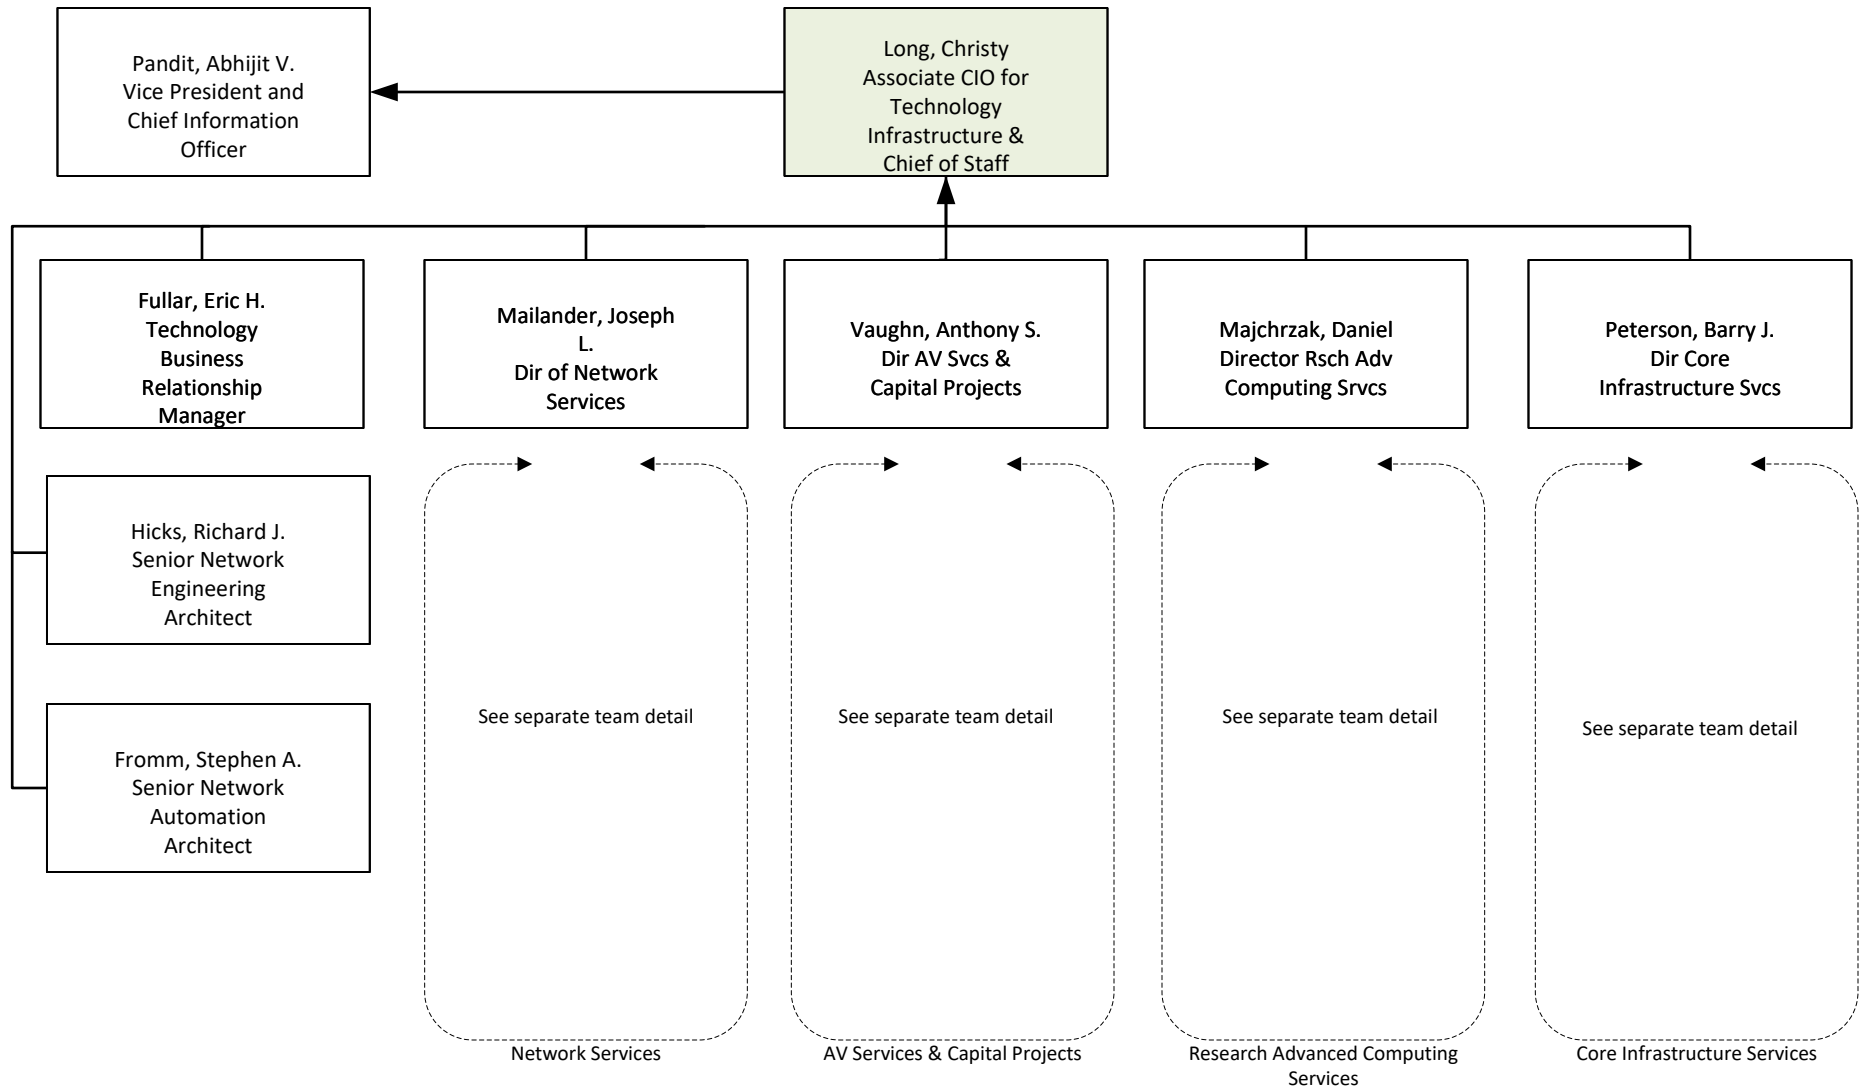 Pandit, Abhijit V.
Vice President and
Chief Information
Officer
Long, Christy
Associate CIO for
Technology
Infrastructure &
Chief of Staff
Fullar, Eric H.
Technology
Business
Relationship
Manager
Mailander, Joseph
L.
Dir of Network
Services
Vaughn, Anthony S.
Dir AV Svcs &
Capital Projects
Majchrzak, Daniel
Director Rsch Adv
Computing Srvcs
Peterson, Barry J.
Dir Core
Infrastructure Svcs
Hicks, Richard J.
Senior Network
Engineering
Architect
Fromm, Stephen A.
Senior Network
Automation
Architect
See separate team detail
See separate team detail
See separate team detail
See separate team detail
Network Services
AV Services & Capital Projects
Research Advanced Computing
Services
Core Infrastructure Services